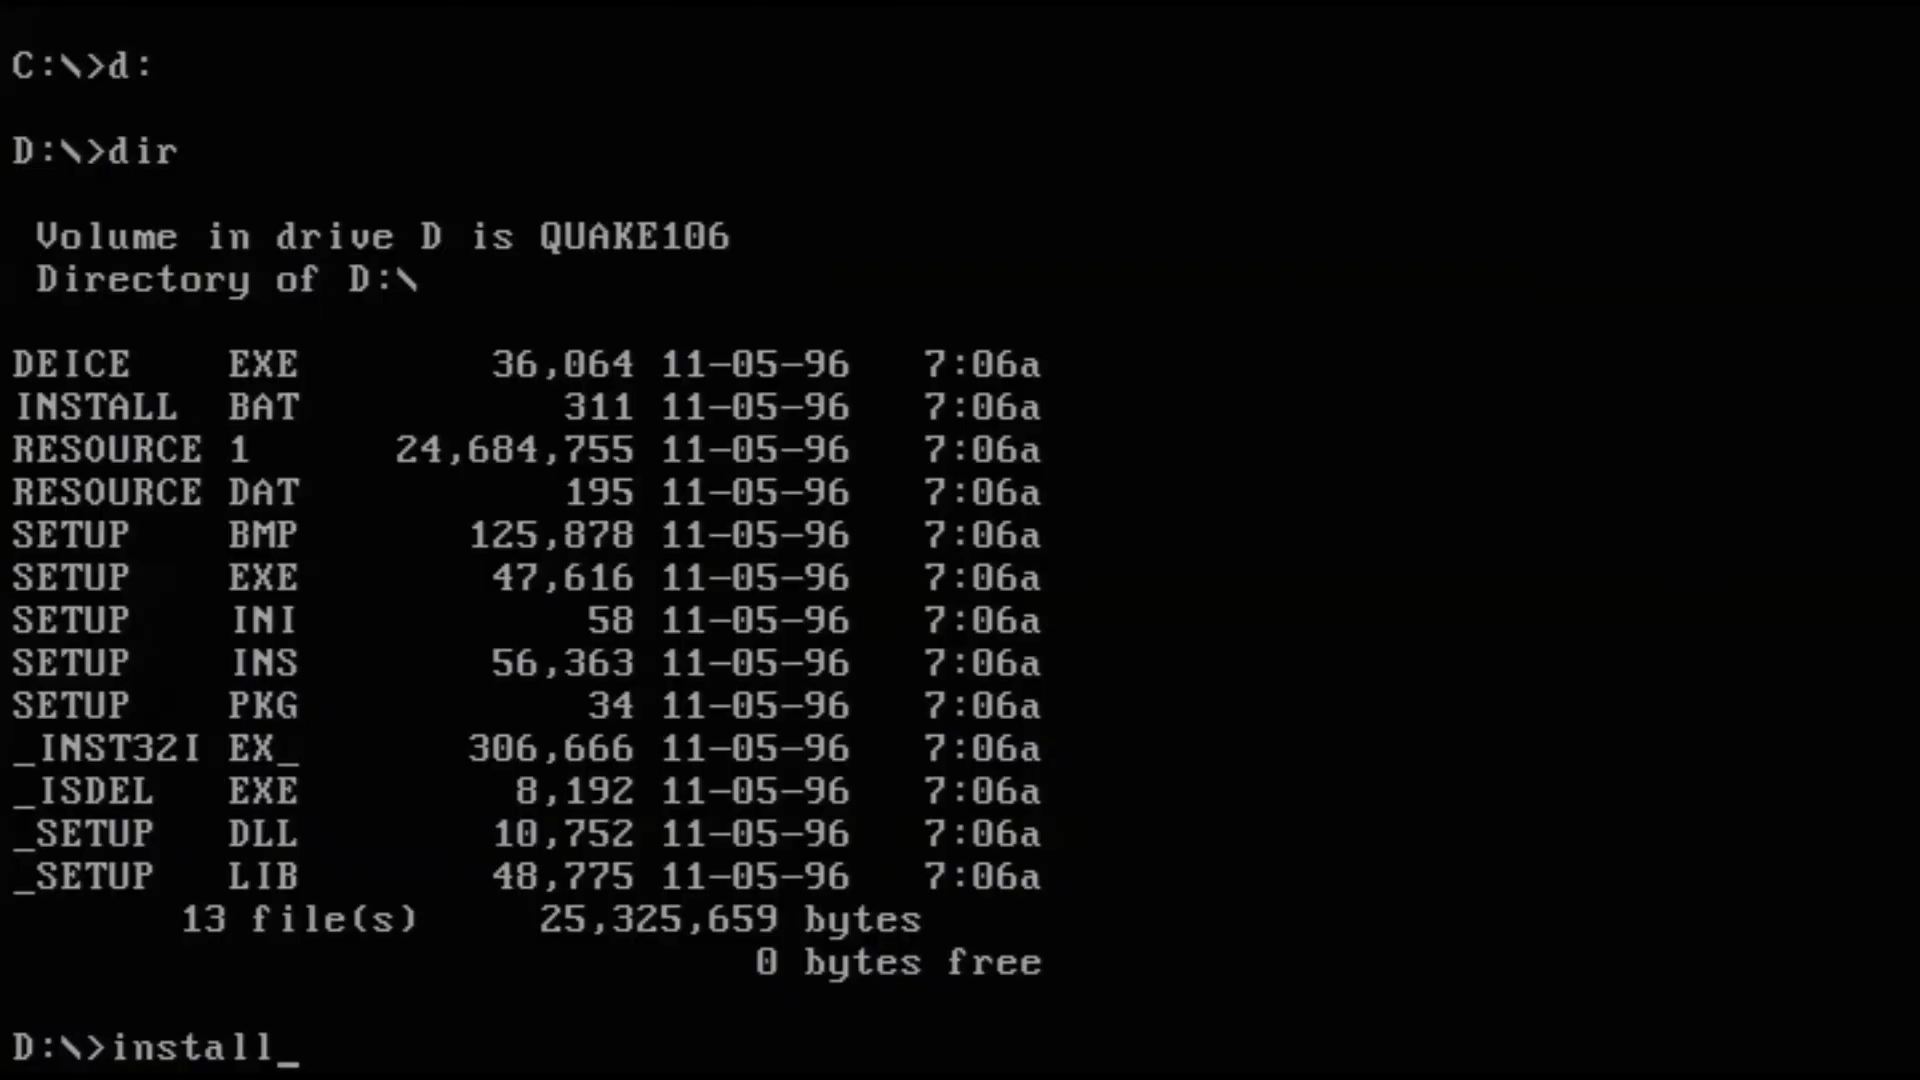 C:\>d:
D:\>dir
Volume in drive D is QUAKE106
Directory of D:\
DEICE EXE 36,064 11-05-96 7:06a
INSTALL BAT 311 11-05-96 7:06a
RESOURCE 1 24,684,755 11-05-96 7:06a
RESOURCE DAT 195 11-05-96 7:06a
SETUP BMP 125,878 11-05-96 7:06a
SETUP EXE 47,616 11-05-96 7:06a
SETUP INI 58 11-05-96 7:06a
SETUP INS 56,363 11-05-96 7:06a
SETUP PKG 34 11-05-96 7:06a
_INST32I EX_ 306,666 11-05-96 7:06a
_ISDEL EXE 8,192 11-05-96 7:06a
_SETUP DLL 10,752 11-05-96 7:06a
_SETUP LIB 48,775 11-05-96 7:06a
13 file(s) 25,325,659 bytes
0 bytes free
D:\>install_